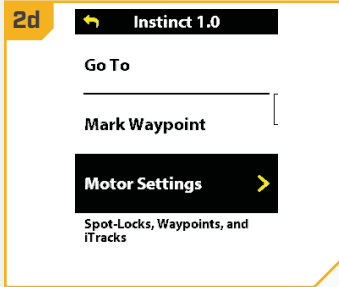 2d
Instinct 1.0
Go To
Mark Waypoint
Motor Settings
Spot-Locks, Waypoints, and
iTracks